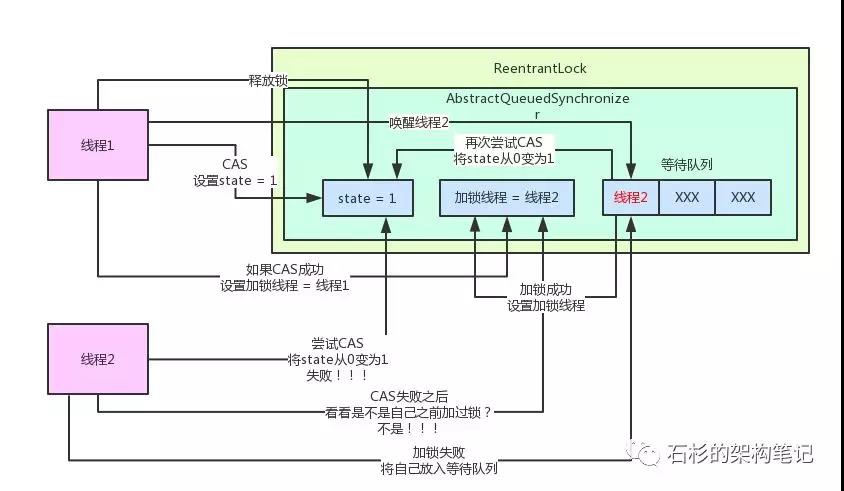 ReentrantLock
释放锁
AbstractQueuedSynchronize
r
唤醒线程2
线程1
再次尝试CAS
将state从0变为1
CAS
设置state = 1
等待队列
state = 1
加锁线程 = 线程2
线程2
XXX
XXX
如果CAS成功
设置加锁线程 = 线程1
加锁成功
设置加锁线程
线程2
尝试CAS
将state从0变为1
失败！！！
CAS失败之后
看看是不是自己之前加过锁？
不是！！！
加锁失败
将自己放入等待队列
石杉的架构笔记